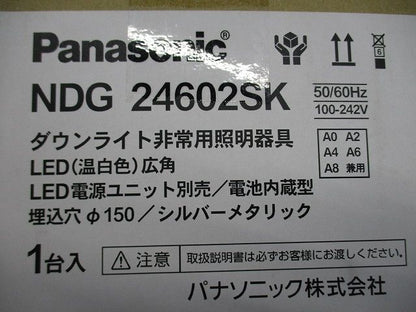 Panasonic®
6
NDG 24602SK
50/60Hz
100-242V
ダウンライト非常用照明器具
LED(温白色)広角
LED電源ユニット別売/電池内蔵型
埋込穴φ150/シルバーメタリック
A0 A2
A4 A6
A8 兼用
1台入
⚠注意 取扱説明書は必ずお客様にお渡しください。
パナソニック株式会社